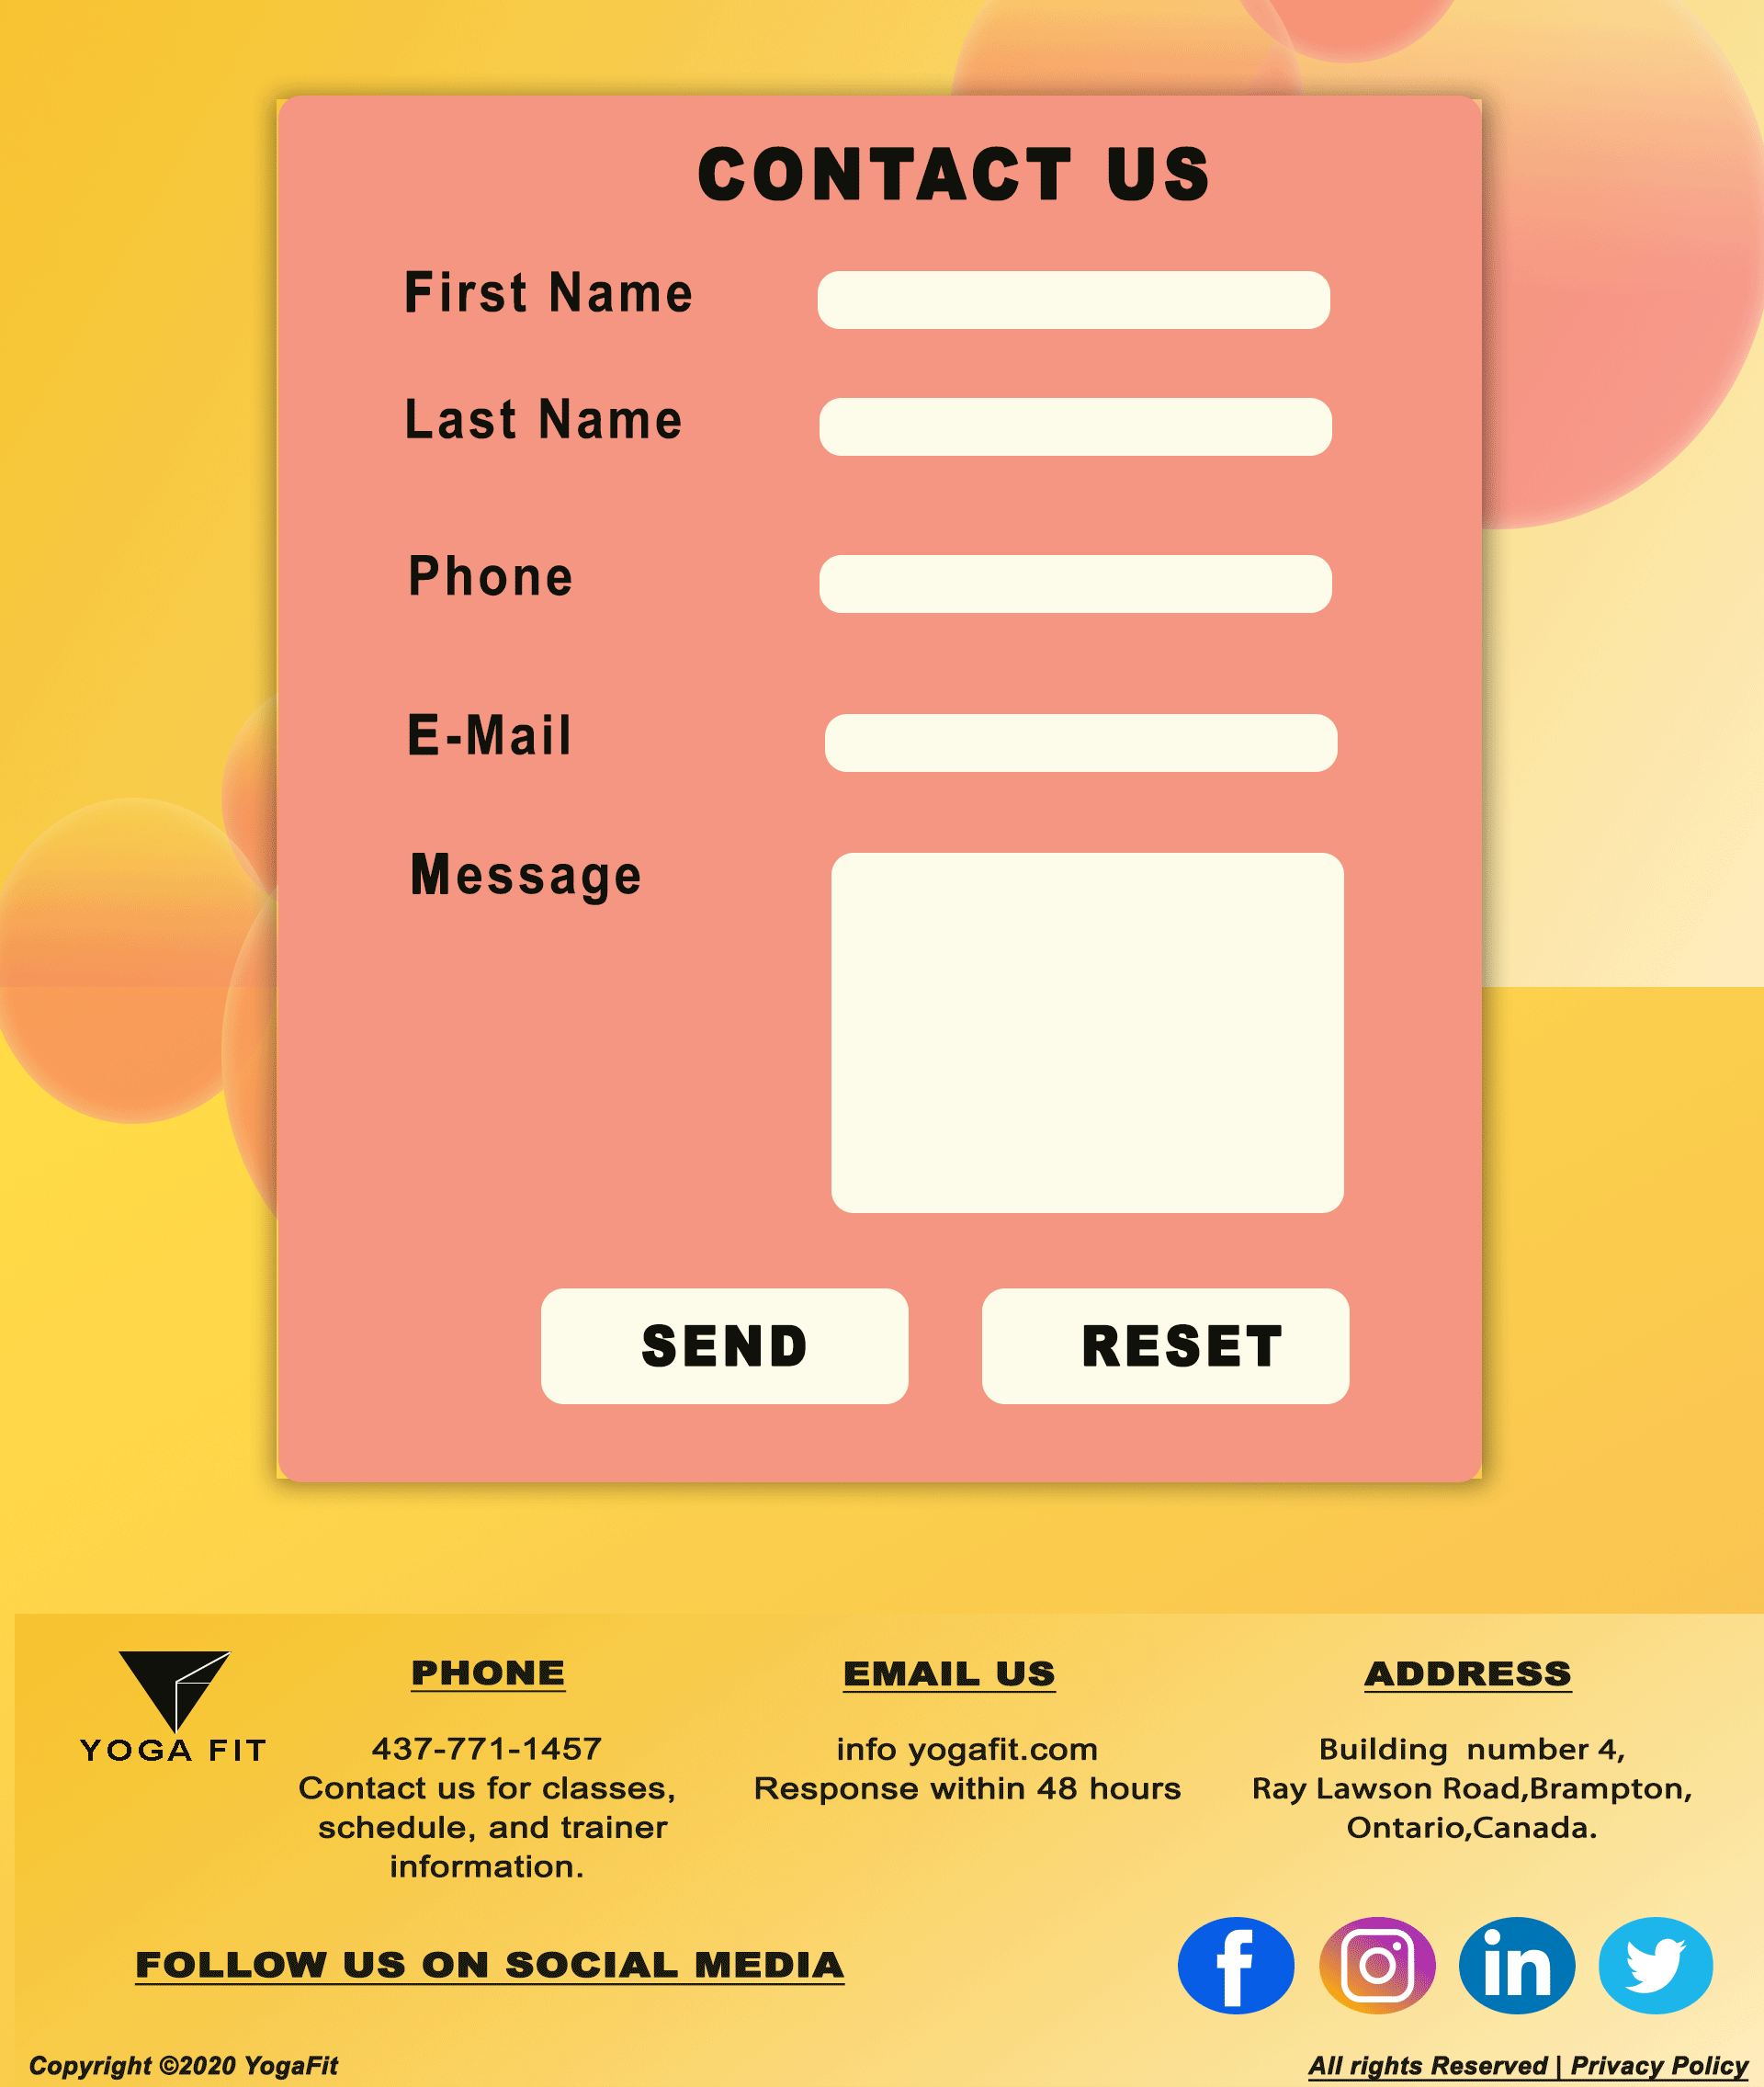 CONTACT US
First Name
Last Name
Phone
E-Mail
Message
SEND RESET
YOGA FIT
PHONE
437-771-1457
Contact us for classes,
schedule, and trainer
information.
EMAIL US
info yogafit.com
Response within 48 hours
ADDRESS
Building number 4,
Ray Lawson Road,Brampton,
Ontario,Canada.
FOLLOW US ON SOCIAL MEDIA
f in
Copyright ©2020 YogaFit
All rights Reserved | Privacy Policy